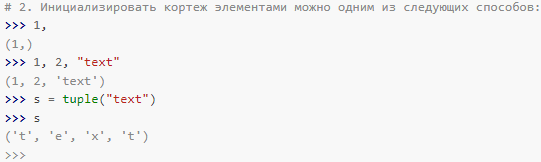 # 2. Инициализировать кортеж элементами можно одним из следующих способов:
>>> 1,
(1,)
>>> 1, 2, "text"
(1, 2, 'text')
>>> s = tuple("text")
>>> s
('t', 'e', 'x', 't')
>>>